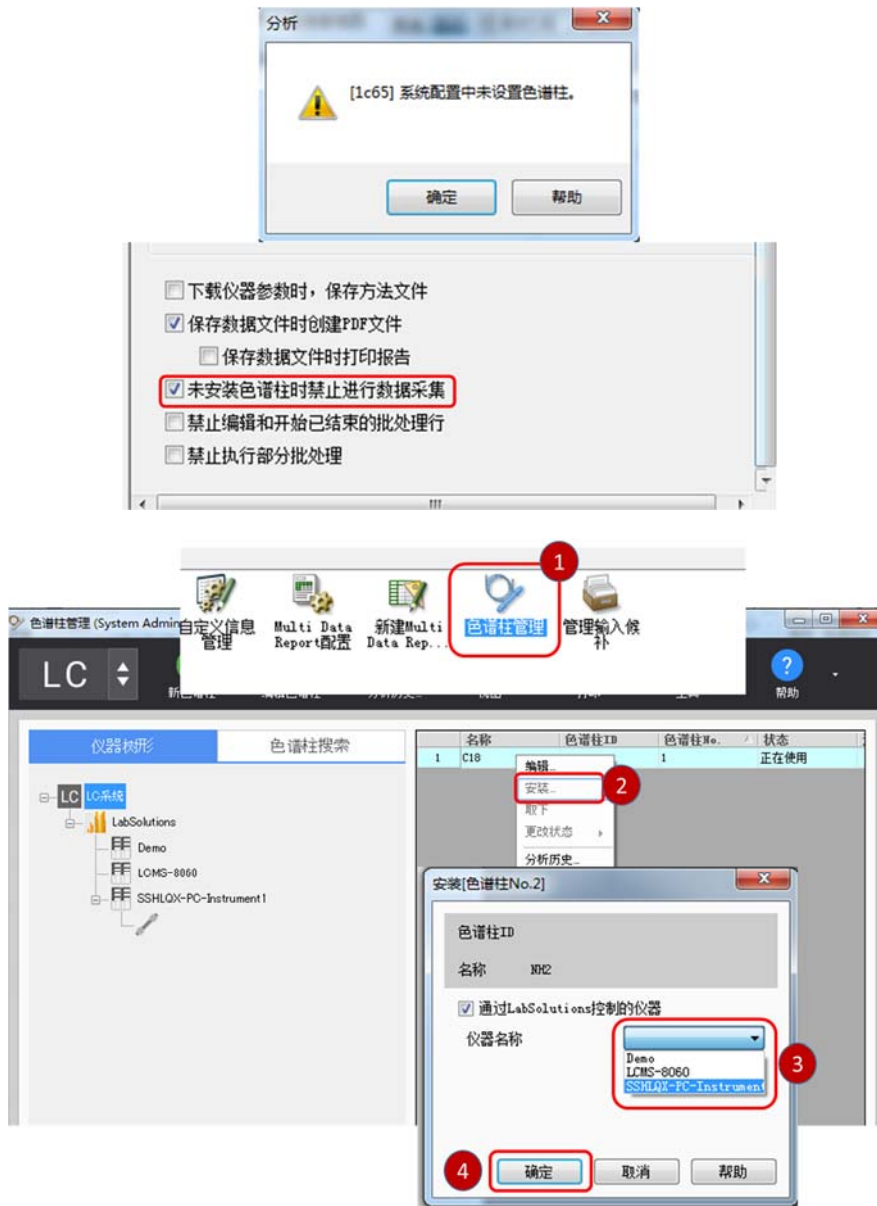 分析
[1c65] 系统配置中未设置色谱柱。
确定
帮助
下载仪器参数时，保存方法文件
保存数据文件时创建PDF文件
保存数据文件时打印报告
未安装色谱柱时禁止进行数据采集
禁止编辑和开始已结束的批处理行
禁止执行部分批处理
1
自定义信息
管理
Multi Data
Report配置
新建Multi
Data Rep...
色谱柱管理
管理输入候
补
色谱柱管理 (System Admin
LC
帮助
仪器树形
色谱柱搜索
名称
色谱柱ID
色谱柱No.
状态
1
C18
1
正在使用
LC
LC系统
LabSolutions
Demo
LCMS-8060
SSHLQX-PC-Instrument1
编辑...
安装...
2
取下
更改状态
分析历史...
安装[色谱柱No.2]
色谱柱ID
名称
NH2
通过LabSolutions控制的仪器
仪器名称
Demo
LCMS-8060
SSHLQX-PC-Instrument
3
4
确定
取消
帮助